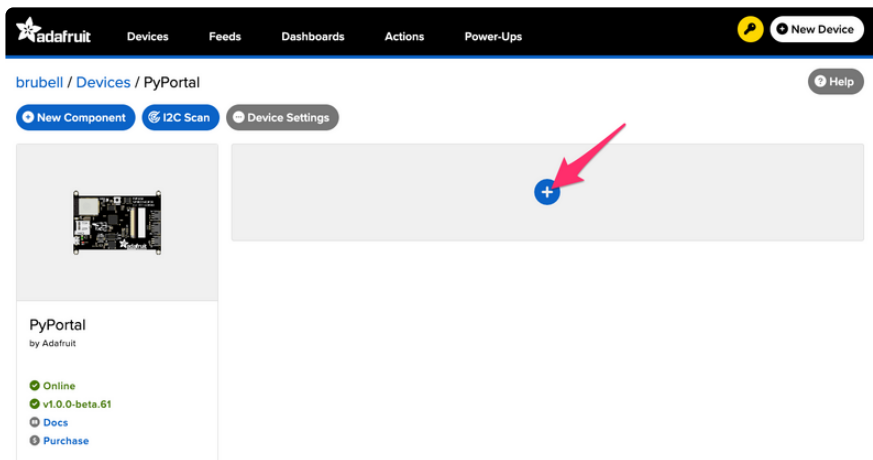 adafruit Devices Feeds Dashboards Actions Power-Ups New Device
brubell / Devices / PyPortal Help
New Component I2C Scan Device Settings
adafruit
PyPortal
by Adafruit
Online
v1.0.0-beta.61
Docs
Purchase